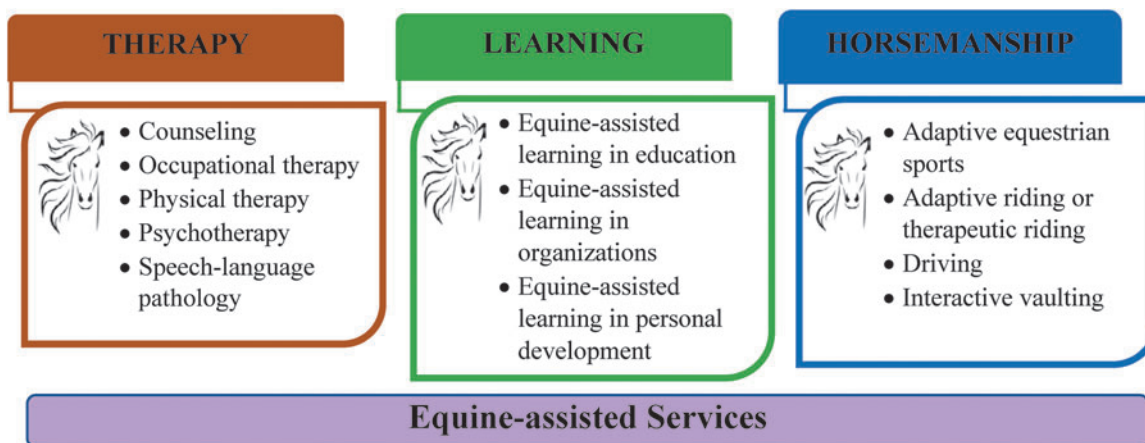 THERAPY
• Counseling
• Occupational therapy
• Physical therapy
• Psychotherapy
• Speech-language
pathology
LEARNING
• Equine-assisted
learning in education
• Equine-assisted
learning in
organizations
• Equine-assisted
learning in personal
development
HORSEMANSHIP
• Adaptive equestrian
sports
• Adaptive riding or
therapeutic riding
• Driving
• Interactive vaulting
Equine-assisted Services